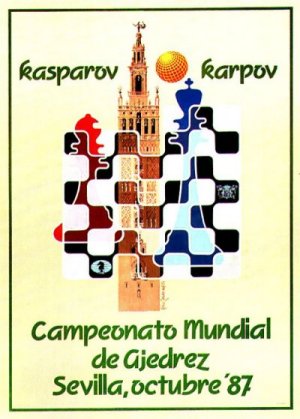 kasparov karpov
Campeonato Mundial
de Ajedrez
Sevilla, octubre '87